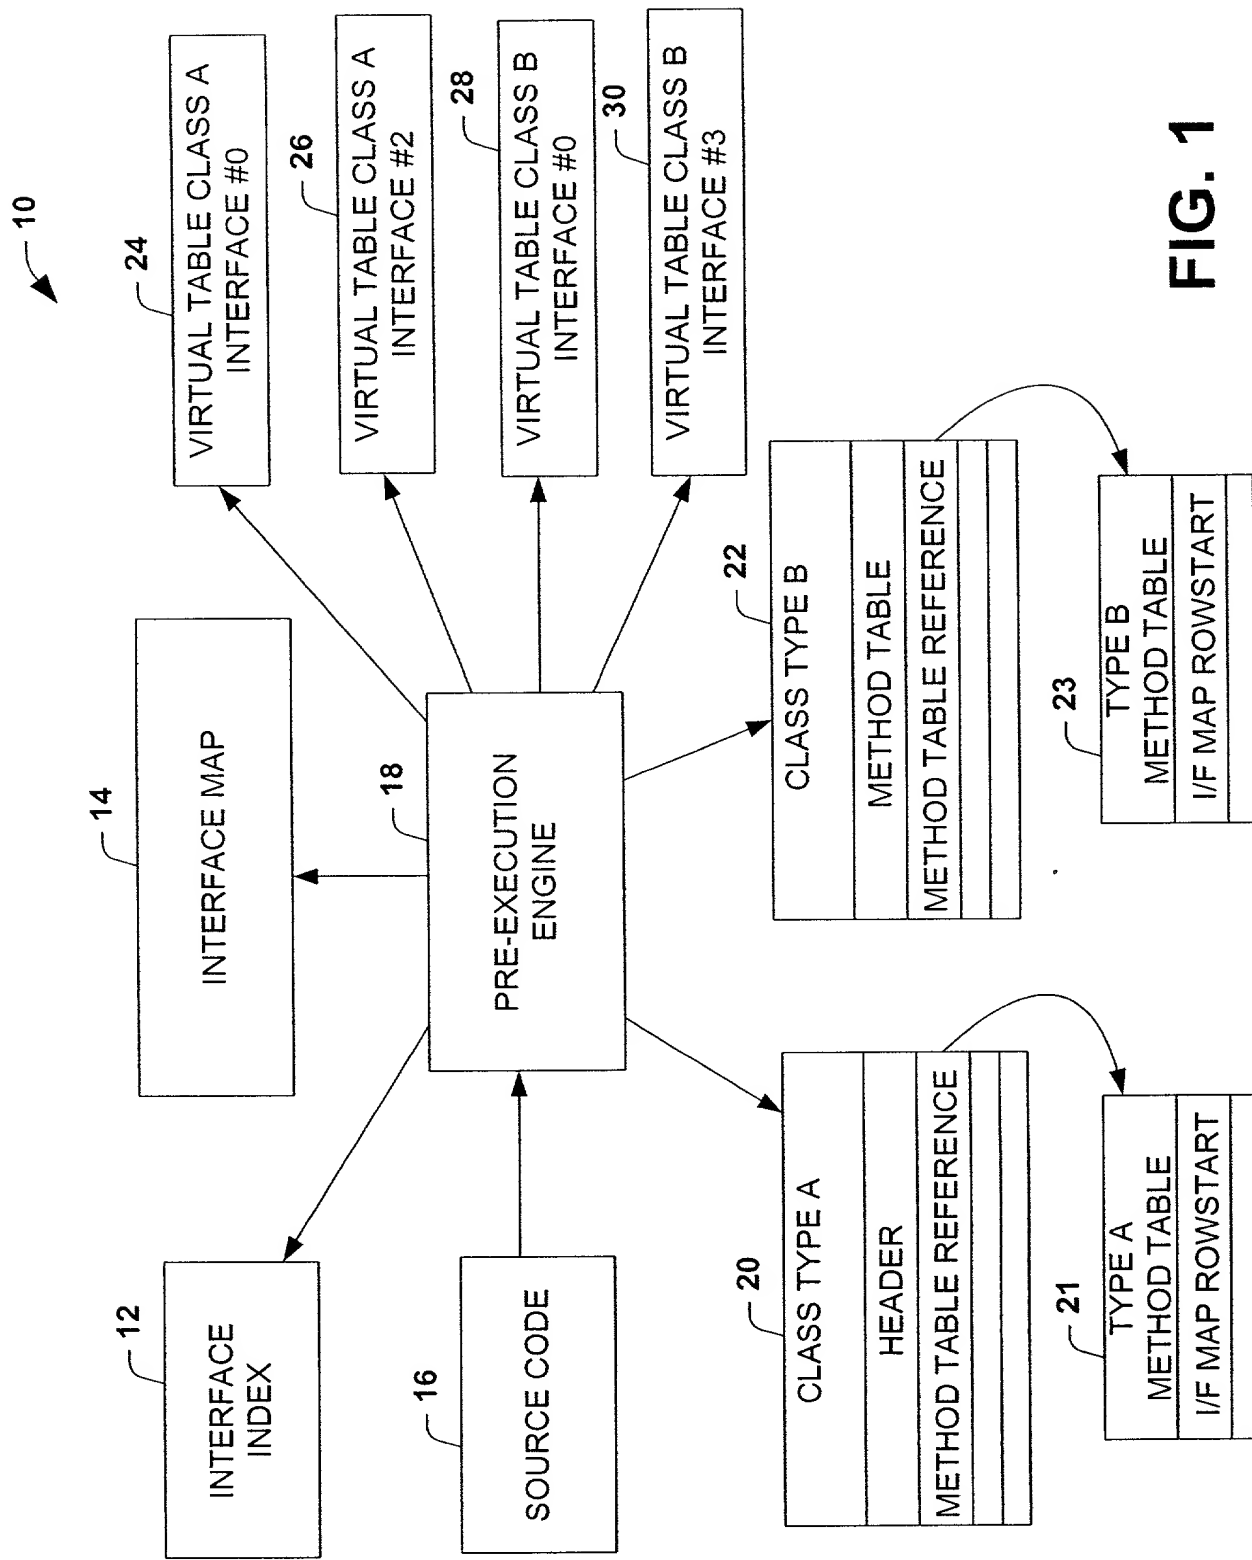 10
12
INTERFACE
INDEX
14
INTERFACE MAP
24
VIRTUAL TABLE CLASS A
INTERFACE #0
26
VIRTUAL TABLE CLASS A
INTERFACE #2
28
VIRTUAL TABLE CLASS B
INTERFACE #0
30
VIRTUAL TABLE CLASS B
INTERFACE #3
16
SOURCE CODE
18
PRE-EXECUTION
ENGINE
20
CLASS TYPE A
HEADER
METHOD TABLE REFERENCE
22
CLASS TYPE B
METHOD TABLE
METHOD TABLE REFERENCE
21
TYPE A
METHOD TABLE
I/F MAP ROWSTART
23
TYPE B
METHOD TABLE
I/F MAP ROWSTART
FIG. 1